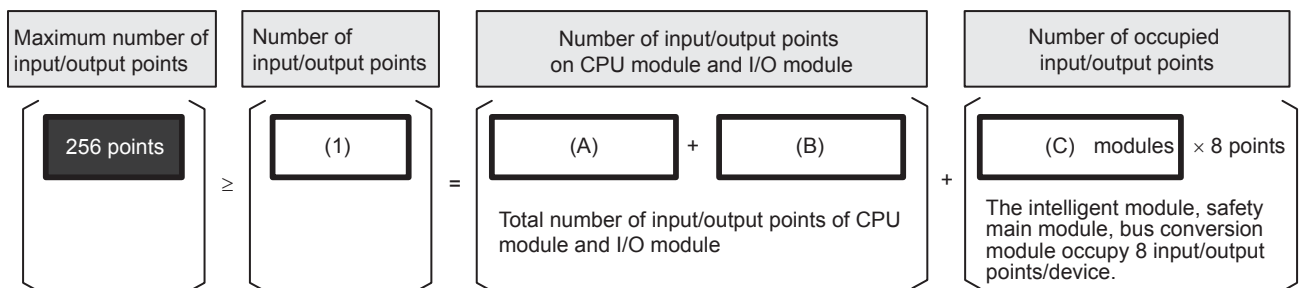 Maximum number of
input/output points
Number of
input/output points
Number of input/output points
on CPU module and I/O module
Number of occupied
input/output points
256 points
≥
(1)
=
(A)
+
(B)
Total number of input/output points of CPU
module and I/O module
+
(C) modules × 8 points
The intelligent module, safety
main module, bus conversion
module occupy 8 input/output
points/device.